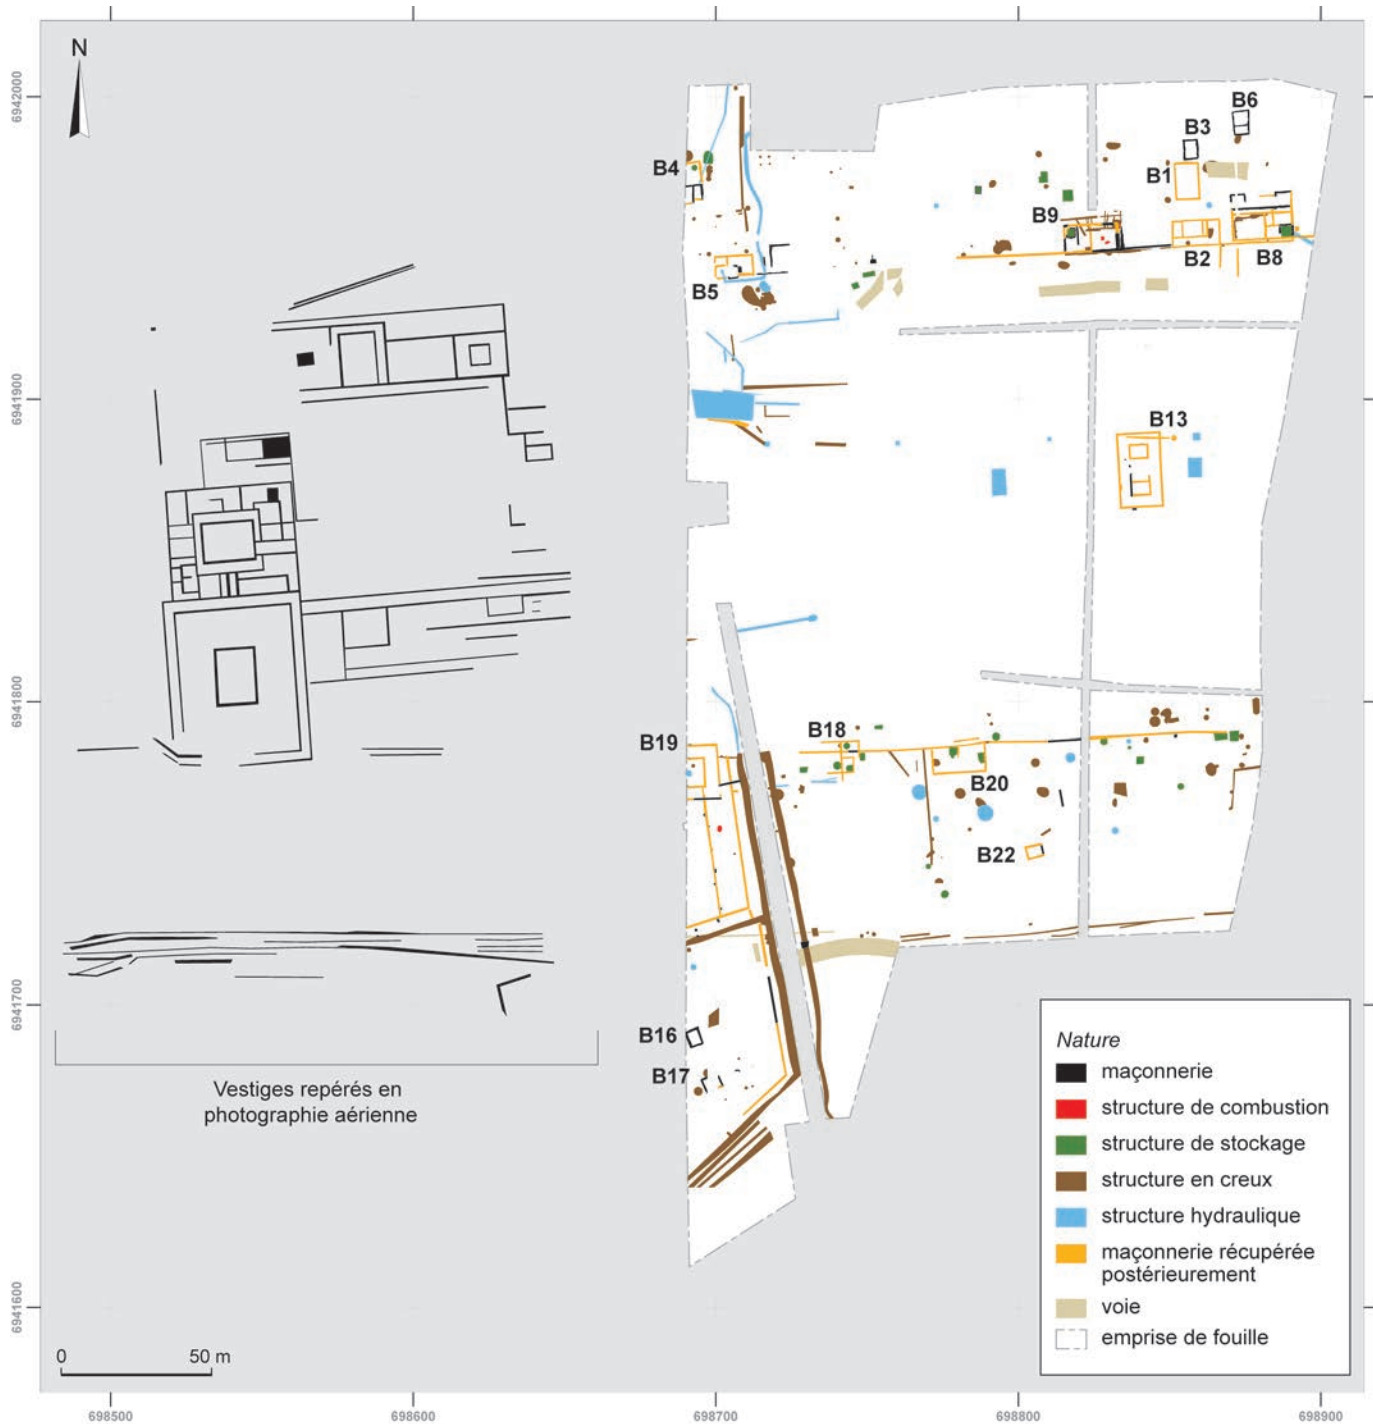 N
6942000
6941900
6941800
6941700
6941600
B6
B3
B4
B1
B9
B2
B8
B5
B13
B18
B19
B20
B22
B16
B17
Vestiges repérés en
photographie aérienne
Nature
maçonnerie
structure de combustion
structure de stockage
structure en creux
structure hydraulique
maçonnerie récupérée
postérieurement
voie
emprise de fouille
0 50 m
698500 698600 698700 698800 698900